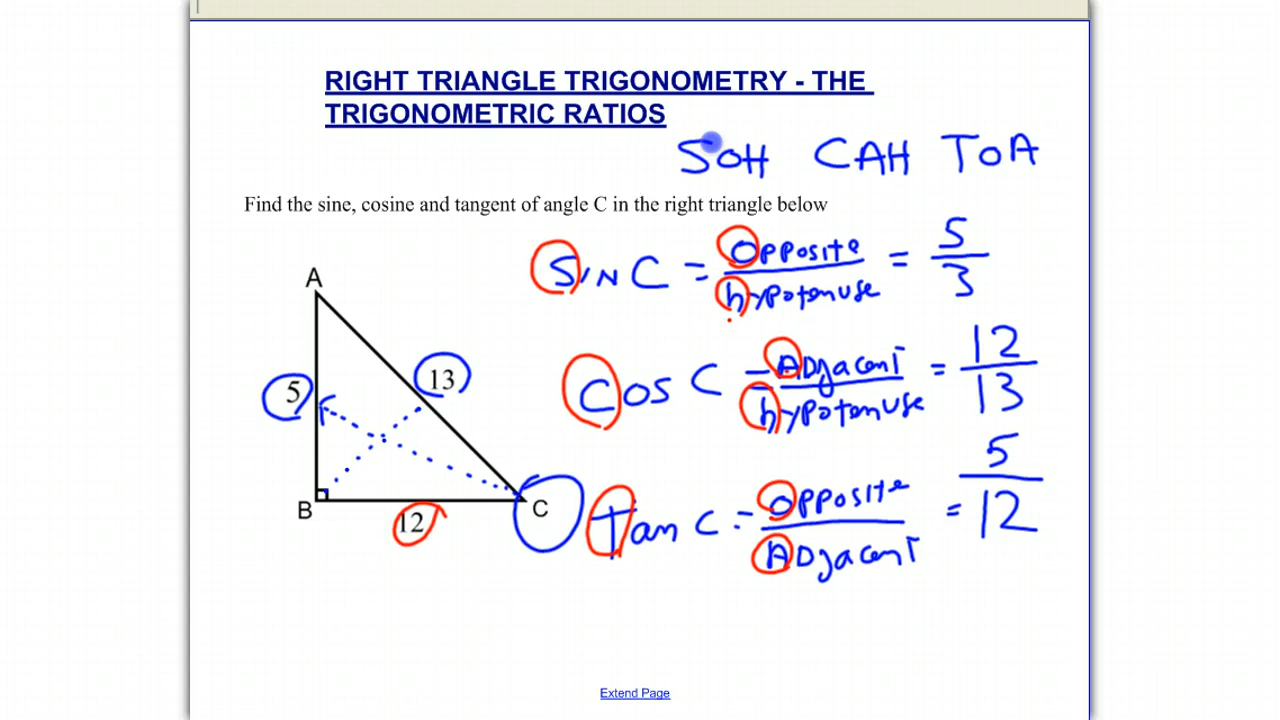 RIGHT TRIANGLE TRIGONOMETRY - THE
TRIGONOMETRIC RATIOS
SOH CAH TOA
Find the sine, cosine and tangent of angle C in the right triangle below
SIN C = Opposite / hypotenuse = 5 / 3
Cos C = Adjacent / hypotenuse = 12 / 13
Tan C = Opposite / Adjacent = 5 / 12
A
5
13
B
12
C
Extend Page